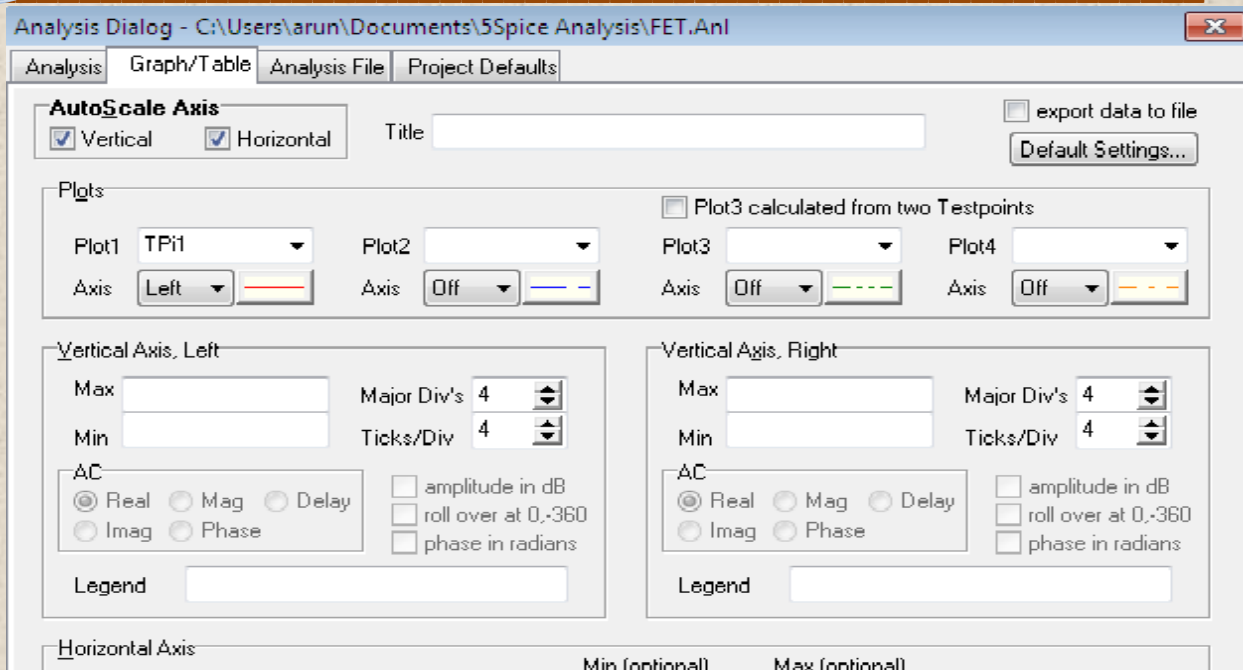 Analysis Dialog - C:\Users\arun\Documents\5Spice Analysis\FET.Anl
Analysis Graph/Table Analysis File Project Defaults
AutoScale Axis
Vertical Horizontal
Title
export data to file
Default Settings...
Plots
Plot3 calculated from two Testpoints
Plot1 TPi1 Plot2 Plot3 Plot4
Axis Left Axis Off Axis Off Axis Off
Vertical Axis, Left
Max Major Div's 4
Min Ticks/Div 4
AC
Real Mag Delay
Imag Phase
amplitude in dB
roll over at 0,-360
phase in radians
Legend
Vertical Axis, Right
Max Major Div's 4
Min Ticks/Div 4
AC
Real Mag Delay
Imag Phase
amplitude in dB
roll over at 0,-360
phase in radians
Legend
Horizontal Axis
Min (optional) Max (optional)